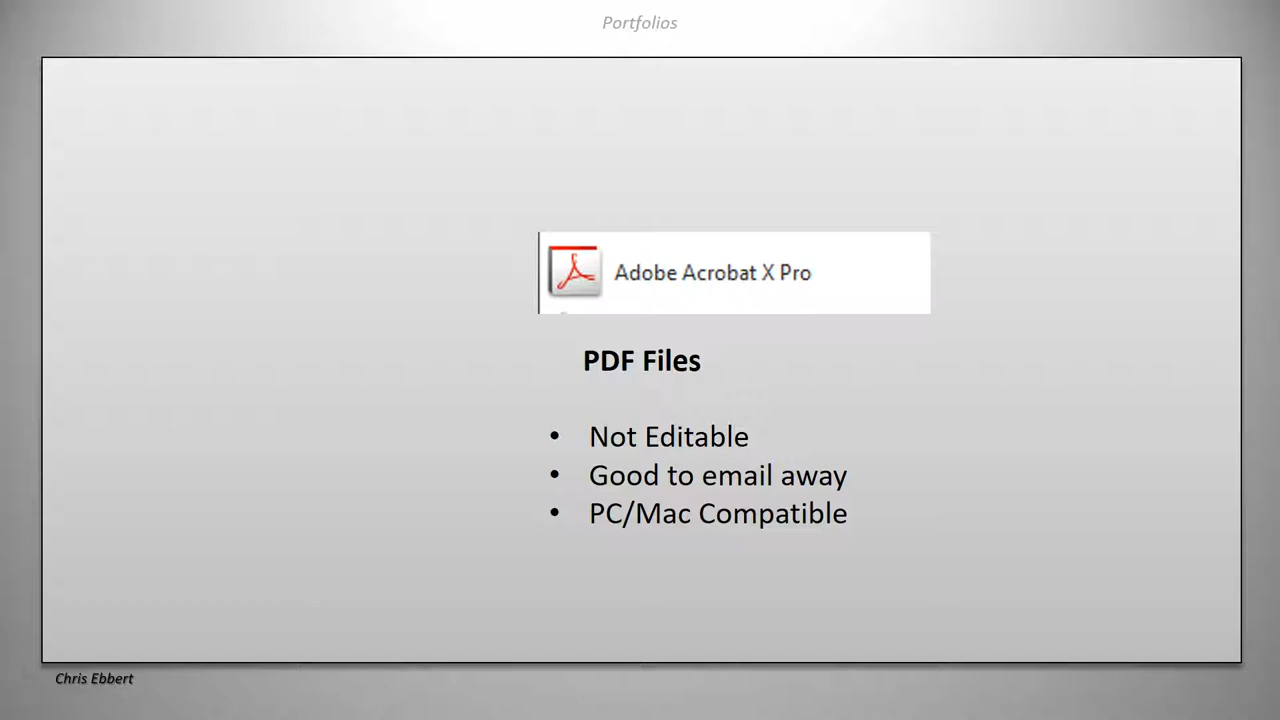 Portfolios
Adobe Acrobat X Pro
PDF Files
• Not Editable
• Good to email away
• PC/Mac Compatible
Chris Ebbert